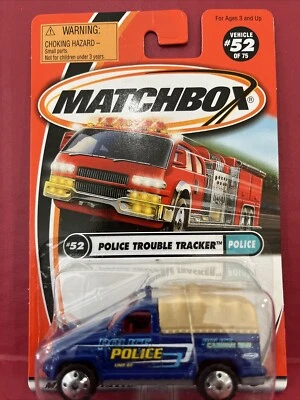 WARNING:
CHOKING HAZARD –
Small parts.
Not for children under 3 years.
For Ages 3 and Up
VEHICLE
#52
OF 75
MATCHBOX®
#52
POLICE TROUBLE TRACKER™
POLICE
POLICE